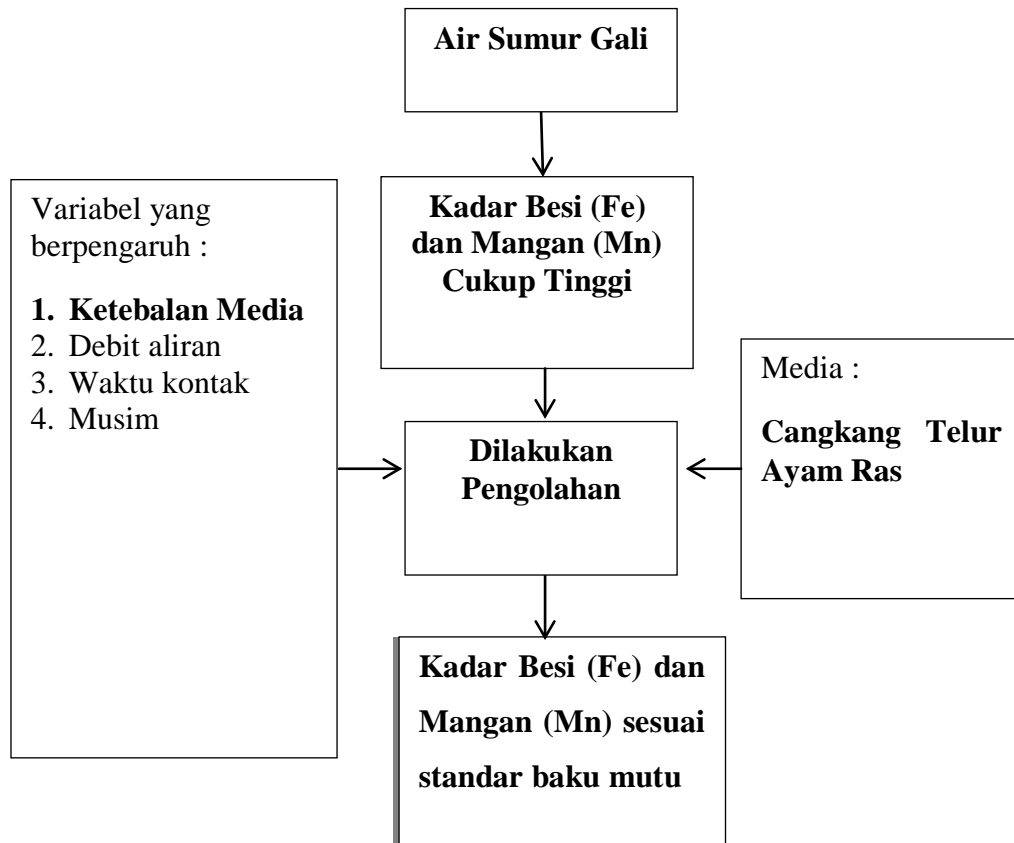 Air Sumur Gali
Kadar Besi (Fe)
dan Mangan (Mn)
Cukup Tinggi
Variabel yang
berpengaruh :
1. Ketebalan Media
2. Debit aliran
3. Waktu kontak
4. Musim
Media :
Cangkang Telur
Ayam Ras
Dilakukan
Pengolahan
Kadar Besi (Fe) dan
Mangan (Mn) sesuai
standar baku mutu